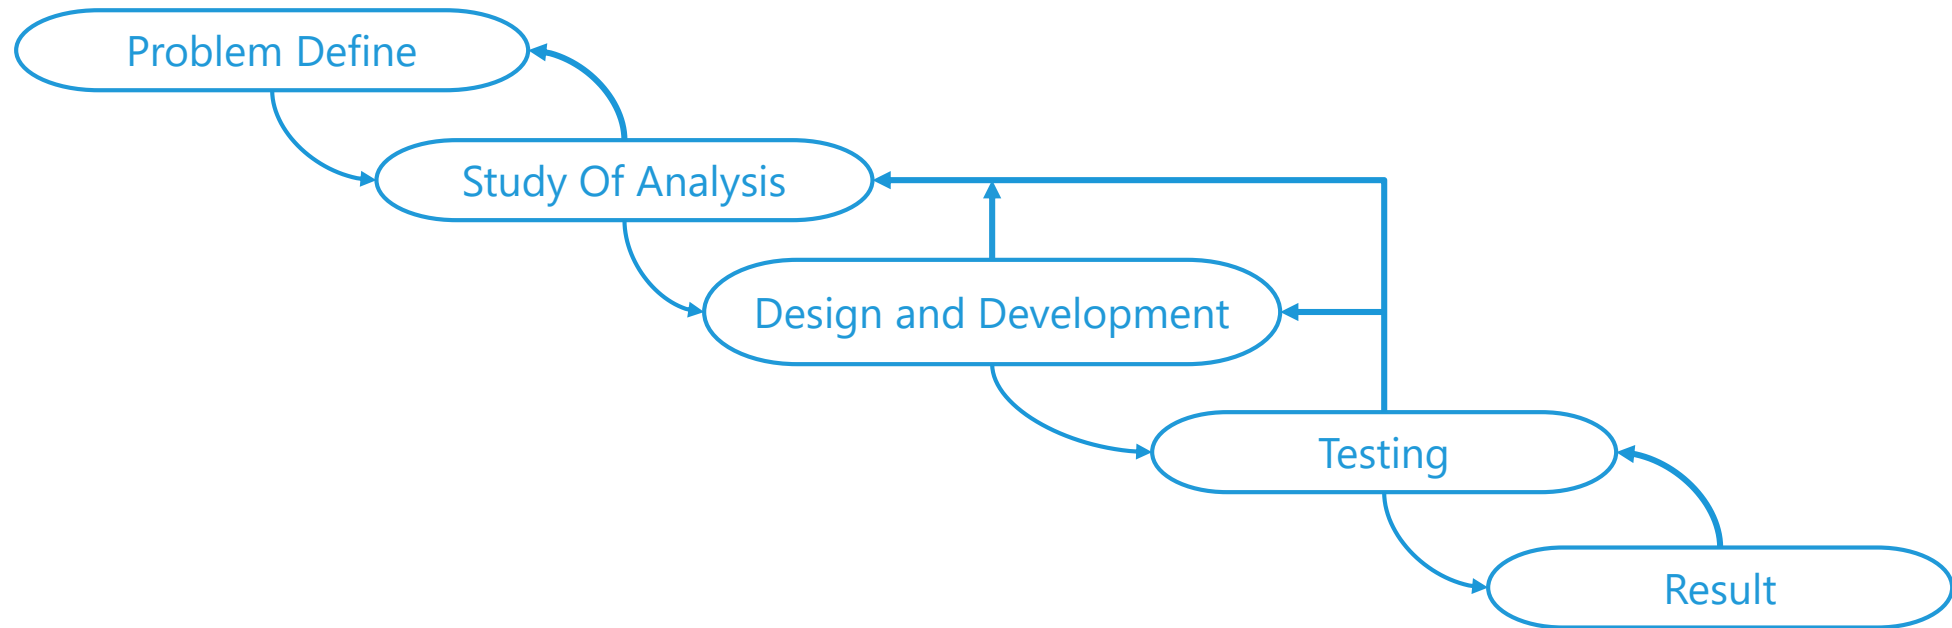 Problem Define
Study Of Analysis
Design and Development
Testing
Result